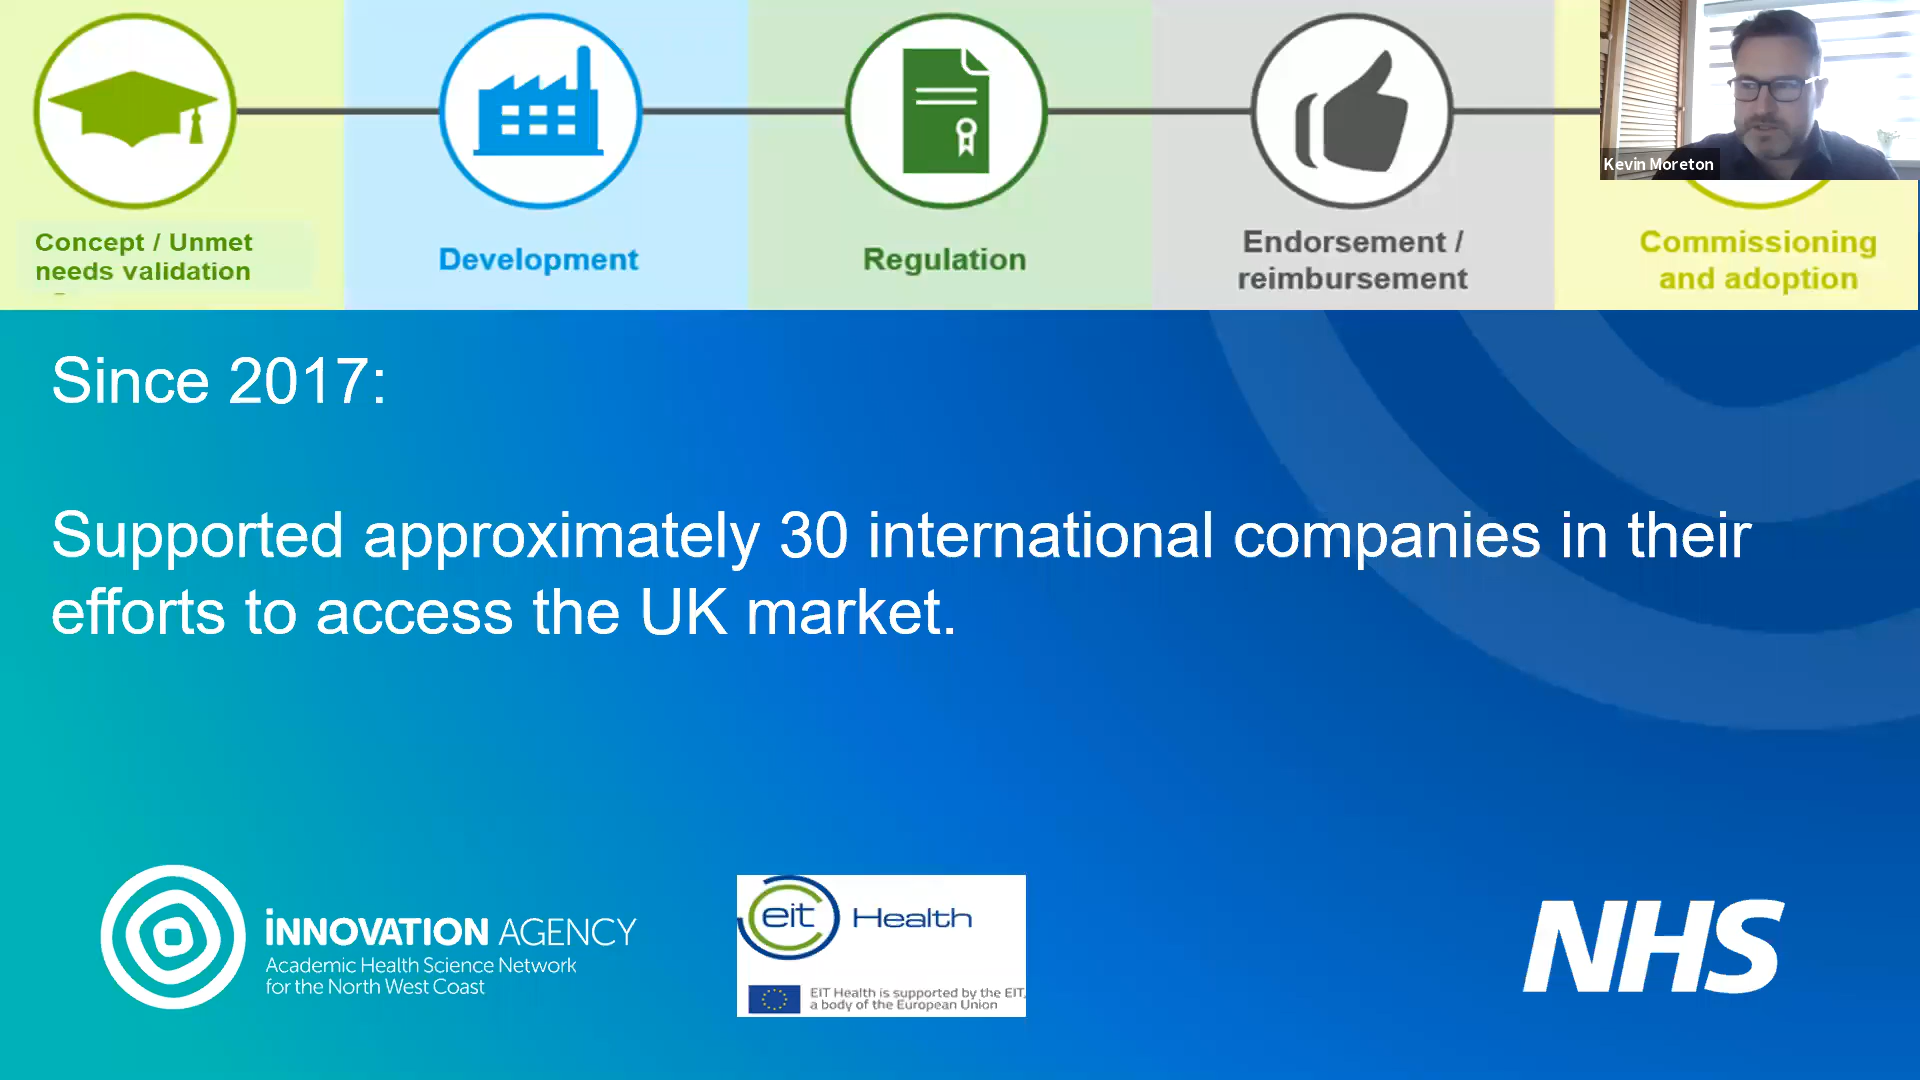 Kevin Moreton
Concept / Unmet
needs validation
Development
Regulation
Endorsement /
reimbursement
Commissioning
and adoption
Since 2017:
Supported approximately 30 international companies in their
efforts to access the UK market.
iNNOVATION AGENCY
Academic Health Science Network
for the North West Coast
eit Health
EIT Health is supported by the EIT,
a body of the European Union
NHS